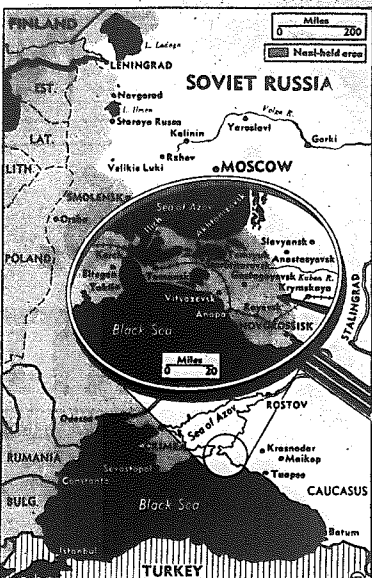 FINLAND
Miles
0 200
Nazi-held area
L. Ladoga
LENINGRAD
SOVIET RUSSIA
EST.
Novgorod
L. Ilmen
Staraya Russa
Volga R.
Yaroslavl
LAT.
Kalinin
Gorki
Rzhev
LITH.
Velikie Luki
MOSCOW
SMOLENSK
Sea of Azov
Orsha
Slavyansk
Anastasyevsk
POLAND
Kerch
Kuban R.
Krymskaya
Vityazevsk
Anapa
NOVOROSSISK
STALINGRAD
Black Sea
Miles
0 20
ROSTOV
Odessa
Sea of Azov
RUMANIA
CRIMEA
Krasnodar
Maikop
Sevastopol
Tuapse
Constanta
CAUCASUS
BULG.
Black Sea
Batum
Istanbul
TURKEY